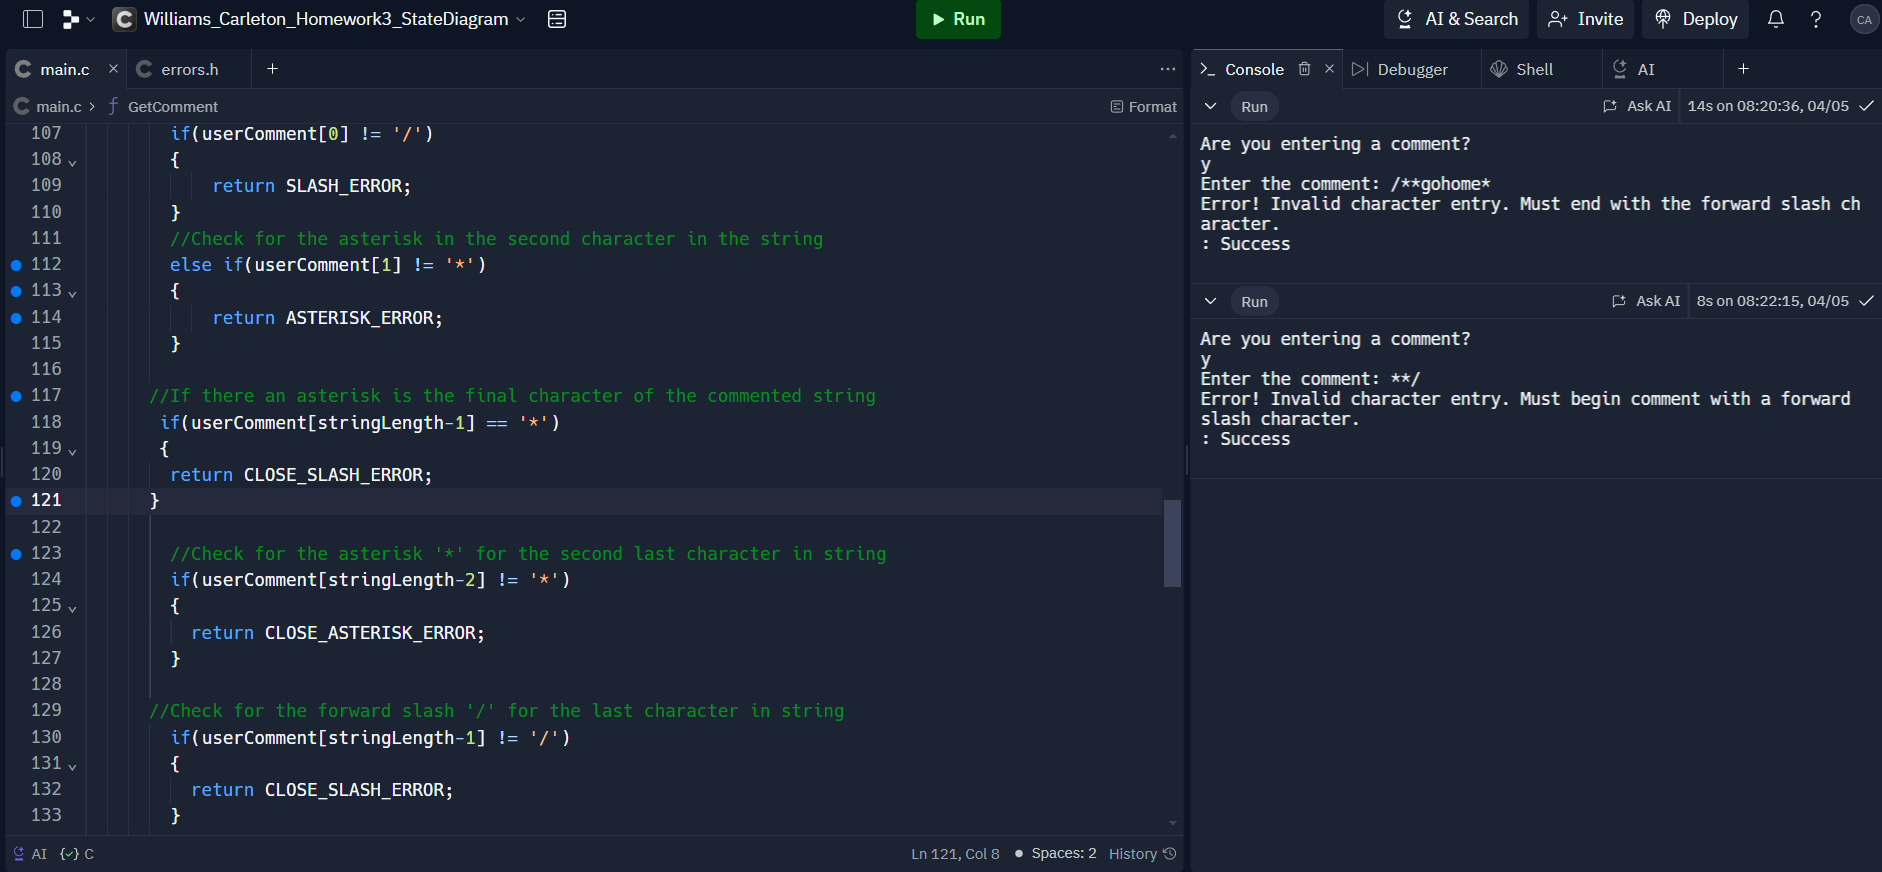 Williams_Carleton_Homework3_StateDiagram
Run
AI & Search
Invite
Deploy
CA
main.c
errors.h
main.c > GetComment
Format
107 if(userComment[0] != '/')
108 {
109 return SLASH_ERROR;
110 }
111 //Check for the asterisk in the second character in the string
112 else if(userComment[1] != '*')
113 {
114 return ASTERISK_ERROR;
115 }
116
117 //If there an asterisk is the final character of the commented string
118 if(userComment[stringLength-1] == '*')
119 {
120 return CLOSE_SLASH_ERROR;
121 }
122
123 //Check for the asterisk '*' for the second last character in string
124 if(userComment[stringLength-2] != '*')
125 {
126 return CLOSE_ASTERISK_ERROR;
127 }
128
129 //Check for the forward slash '/' for the last character in string
130 if(userComment[stringLength-1] != '/')
131 {
132 return CLOSE_SLASH_ERROR;
133 }
AI
C
Ln 121, Col 8
Spaces: 2
History
Console
Debugger
Shell
AI
Run
Ask AI
14s on 08:20:36, 04/05
Are you entering a comment?
y
Enter the comment: /**gohome*
Error! Invalid character entry. Must end with the forward slash ch
aracter.
: Success
Run
Ask AI
8s on 08:22:15, 04/05
Are you entering a comment?
y
Enter the comment: **/
Error! Invalid character entry. Must begin comment with a forward
slash character.
: Success